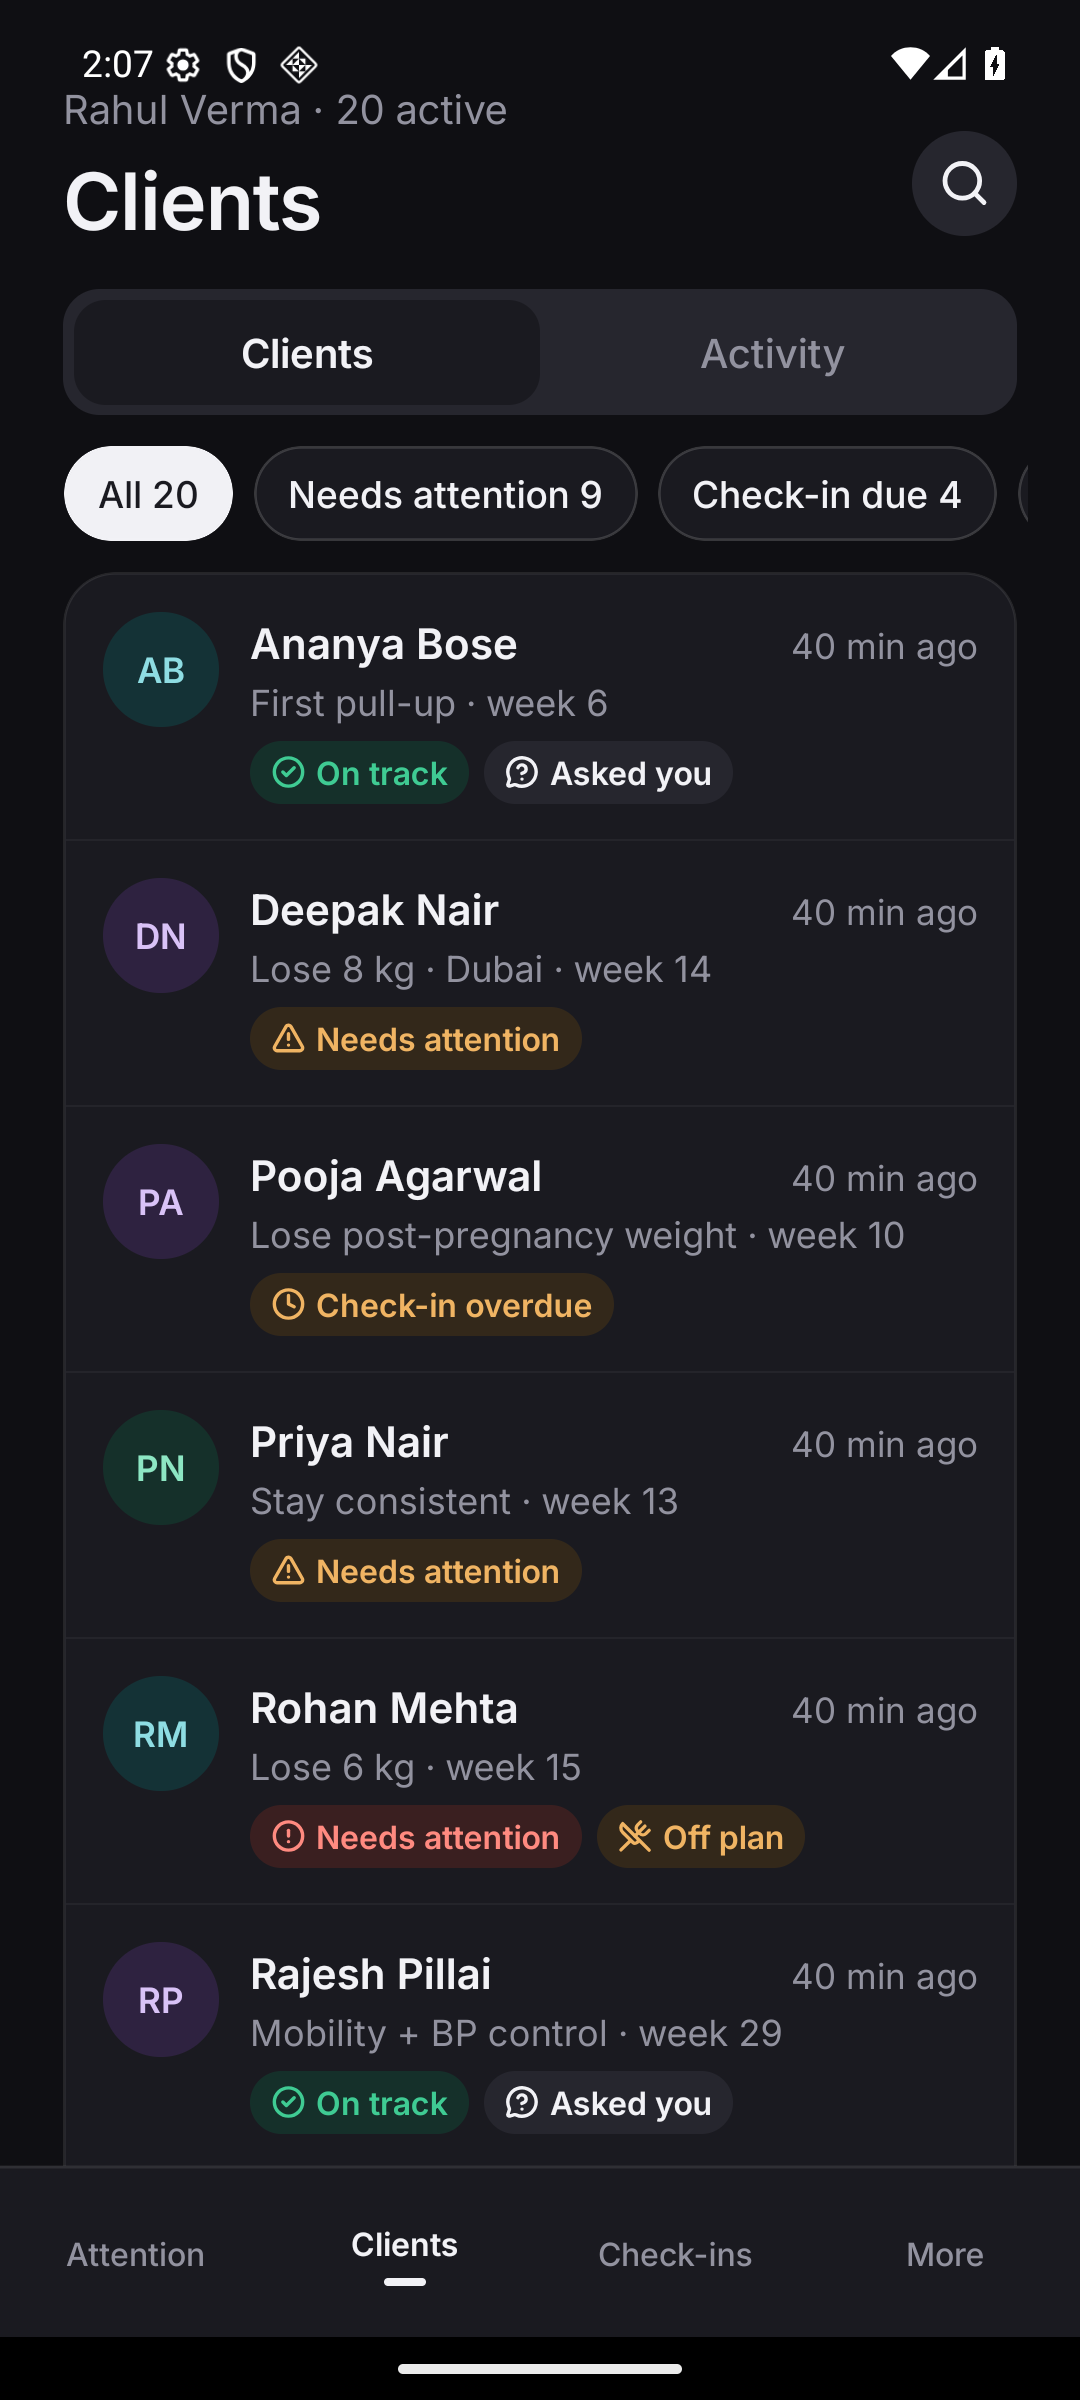 2:07
Rahul Verma · 20 active
Clients
Clients
Activity
All 20
Needs attention 9
Check-in due 4
AB
Ananya Bose
40 min ago
First pull-up · week 6
On track
Asked you
DN
Deepak Nair
40 min ago
Lose 8 kg · Dubai · week 14
Needs attention
PA
Pooja Agarwal
40 min ago
Lose post-pregnancy weight · week 10
Check-in overdue
PN
Priya Nair
40 min ago
Stay consistent · week 13
Needs attention
RM
Rohan Mehta
40 min ago
Lose 6 kg · week 15
Needs attention
Off plan
RP
Rajesh Pillai
40 min ago
Mobility + BP control · week 29
On track
Asked you
Attention
Clients
Check-ins
More